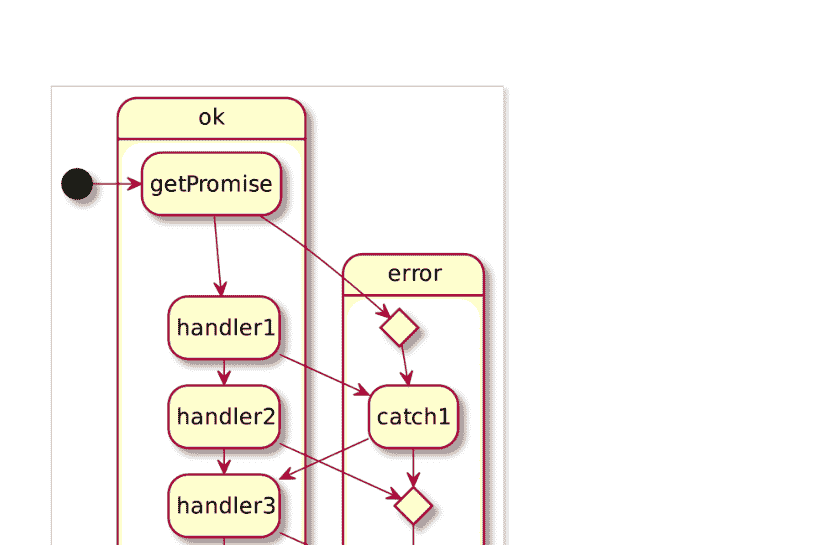 ok
getPromise
error
handler1
handler2
catch1
handler3